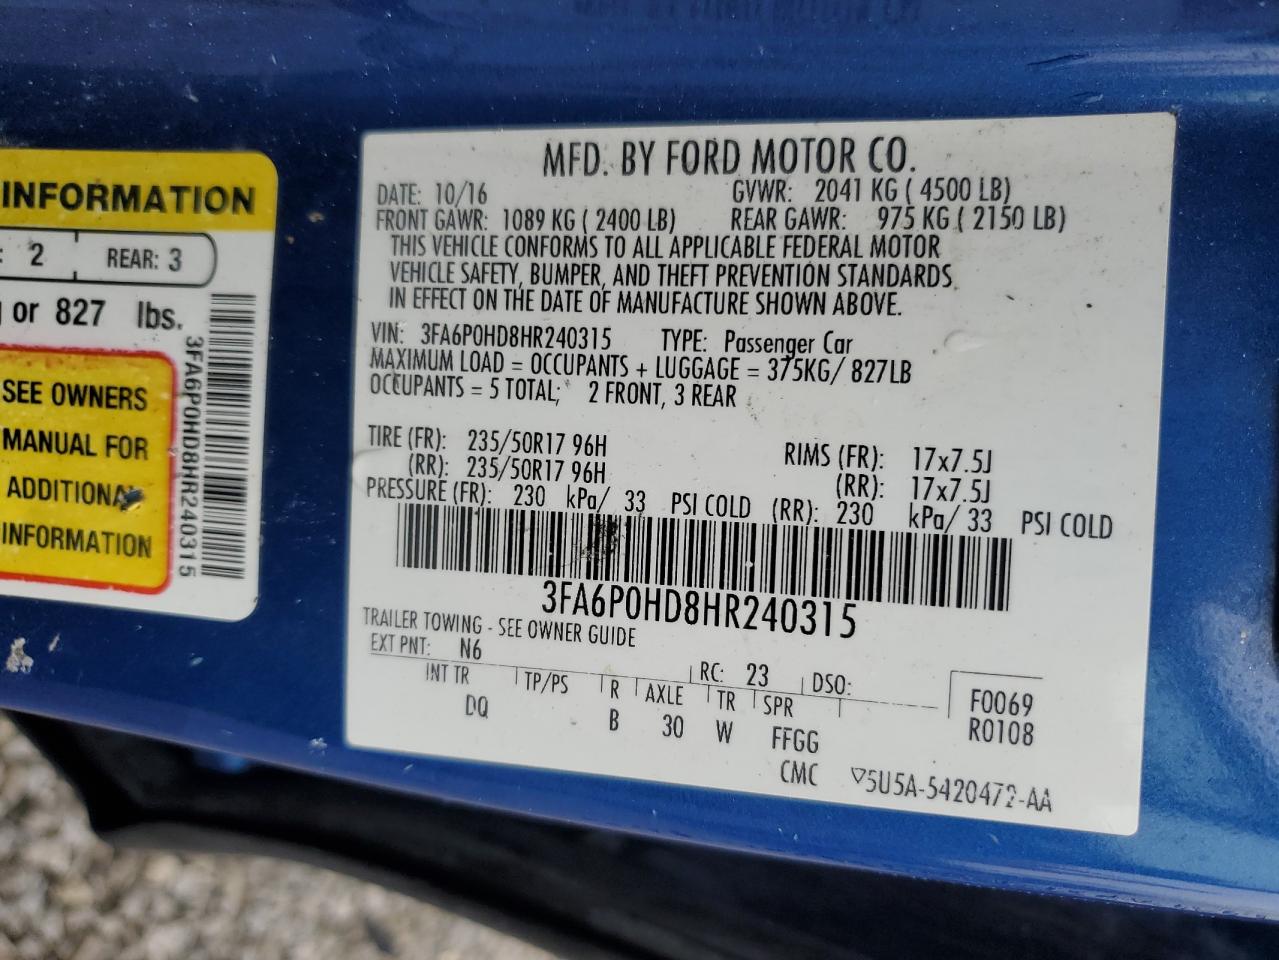 INFORMATION
: 2 REAR: 3
or 827 lbs.
SEE OWNERS
MANUAL FOR
ADDITIONAL
INFORMATION
3FA6P0HD8HR240315
MFD. BY FORD MOTOR CO.
DATE: 10/16 GVWR: 2041 KG ( 4500 LB)
FRONT GAWR: 1089 KG ( 2400 LB) REAR GAWR: 975 KG ( 2150 LB)
THIS VEHICLE CONFORMS TO ALL APPLICABLE FEDERAL MOTOR
VEHICLE SAFETY, BUMPER, AND THEFT PREVENTION STANDARDS
IN EFFECT ON THE DATE OF MANUFACTURE SHOWN ABOVE.
VIN: 3FA6P0HD8HR240315 TYPE: Passenger Car
MAXIMUM LOAD = OCCUPANTS + LUGGAGE = 375KG/ 827LB
OCCUPANTS = 5 TOTAL; 2 FRONT, 3 REAR
TIRE (FR): 235/50R17 96H RIMS (FR): 17x7.5J
(RR): 235/50R17 96H (RR): 17x7.5J
PRESSURE (FR): 230 kPa/ 33 PSI COLD (RR): 230 kPa/ 33 PSI COLD
3FA6P0HD8HR240315
TRAILER TOWING - SEE OWNER GUIDE
EXT PNT: N6 RC: 23 DSO:
INT TR TP/PS R AXLE TR SPR F0069
DQ B 30 W FFGG R0108
CMC ▽5U5A-5420472-AA